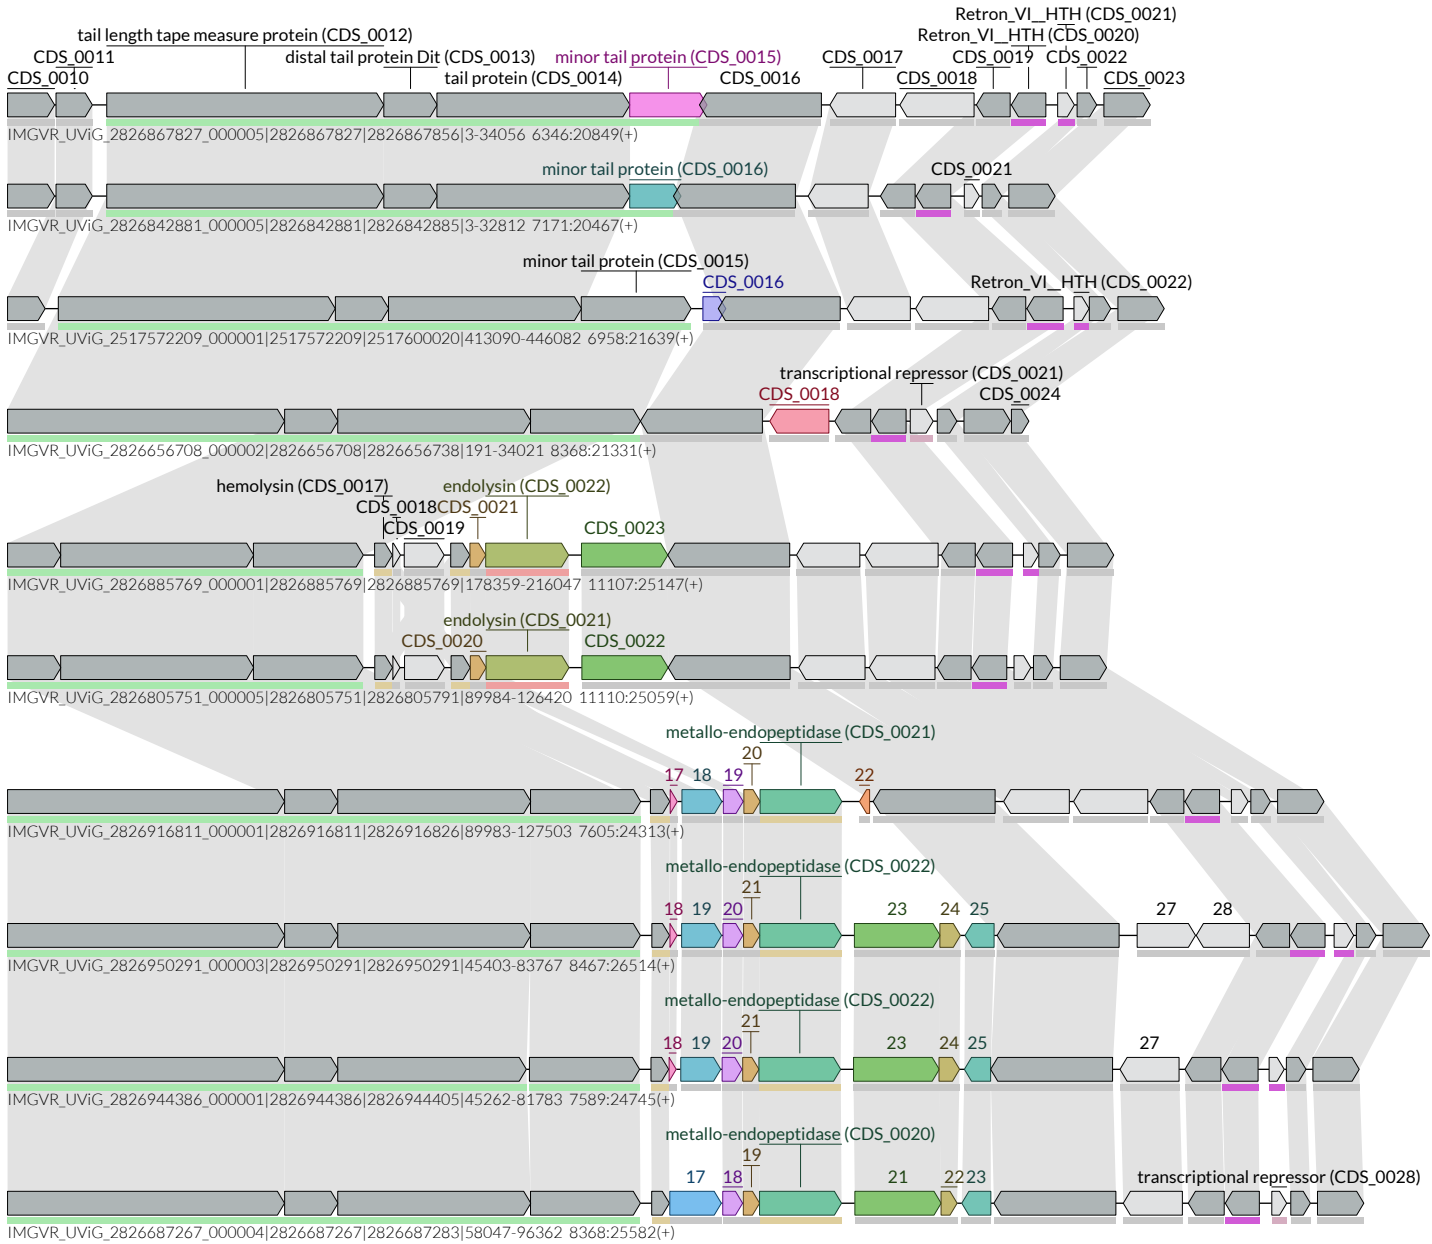 Retron_VI__HTH (CDS_0021)
tail length tape measure protein (CDS_0012)
Retron_VI__HTH (CDS_0020)
CDS_0011
distal tail protein Dit (CDS_0013)
minor tail protein (CDS_0015)
CDS_0017
CDS_0019
CDS_0022
CDS_0010
tail protein (CDS_0014)
CDS_0016
CDS_0018
CDS_0023
IMGVR_UViG_2826867827_000005|2826867827|2826867856|3-34056 6346:20849(+)
minor tail protein (CDS_0016)
CDS_0021
IMGVR_UViG_2826842881_000005|2826842881|2826842885|3-32812 7171:20467(+)
minor tail protein (CDS_0015)
CDS_0016
Retron_VI__HTH (CDS_0022)
IMGVR_UViG_2517572209_000001|2517572209|2517600020|413090-446082 6958:21639(+)
transcriptional repressor (CDS_0021)
CDS_0018
CDS_0024
IMGVR_UViG_2826656708_000002|2826656708|2826656738|191-34021 8368:21331(+)
hemolysin (CDS_0017)
endolysin (CDS_0022)
CDS_0018
CDS_0021
CDS_0019
CDS_0023
IMGVR_UViG_2826885769_000001|2826885769|2826885769|178359-216047 11107:25147(+)
endolysin (CDS_0021)
CDS_0020
CDS_0022
IMGVR_UViG_2826805751_000005|2826805751|2826805791|89984-126420 11110:25059(+)
metallo-endopeptidase (CDS_0021)
20
17 18 19 22
IMGVR_UViG_2826916811_000001|2826916811|2826916826|89983-127503 7605:24313(+)
metallo-endopeptidase (CDS_0022)
21
18 19 20 23 24 25 27 28
IMGVR_UViG_2826950291_000003|2826950291|2826950291|45403-83767 8467:26514(+)
metallo-endopeptidase (CDS_0022)
21
18 19 20 23 24 25 27
IMGVR_UViG_2826944386_000001|2826944386|2826944405|45262-81783 7589:24745(+)
metallo-endopeptidase (CDS_0020)
19
17 18 21 22 23 transcriptional repressor (CDS_0028)
IMGVR_UViG_2826687267_000004|2826687267|2826687283|58047-96362 8368:25582(+)